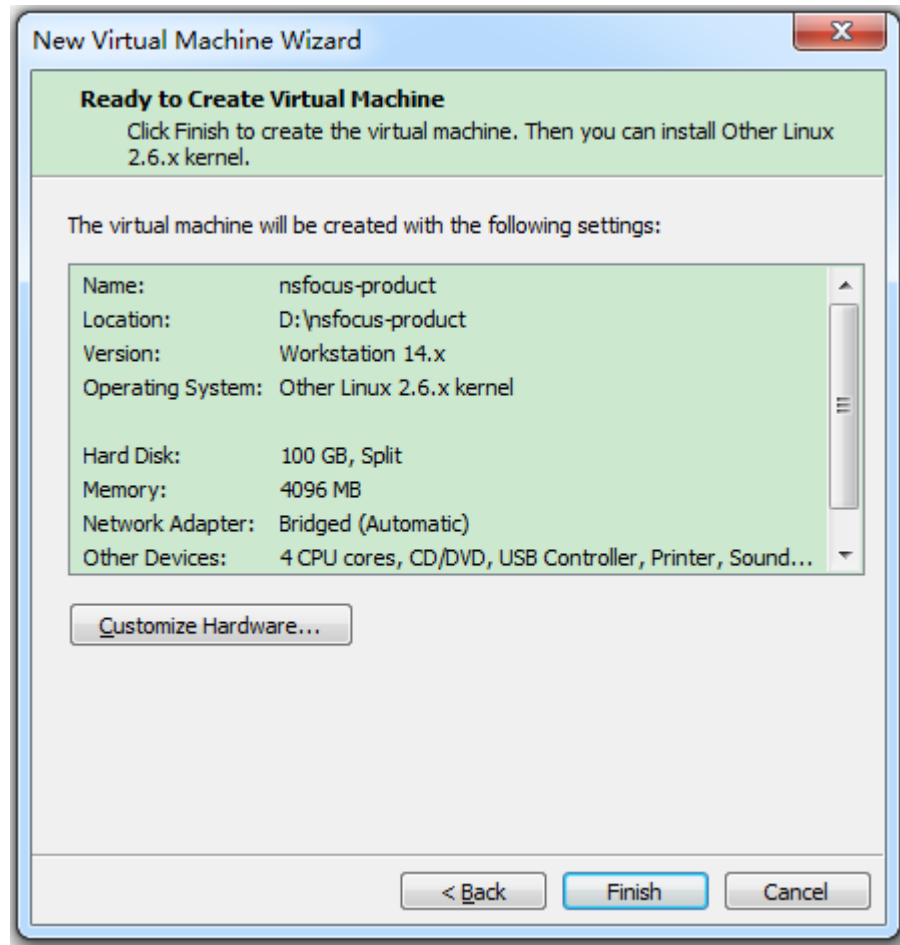 New Virtual Machine Wizard
Ready to Create Virtual Machine
Click Finish to create the virtual machine. Then you can install Other Linux
2.6.x kernel.
The virtual machine will be created with the following settings:
Name: nsfocus-product
Location: D:\nsfocus-product
Version: Workstation 14.x
Operating System: Other Linux 2.6.x kernel
Hard Disk: 100 GB, Split
Memory: 4096 MB
Network Adapter: Bridged (Automatic)
Other Devices: 4 CPU cores, CD/DVD, USB Controller, Printer, Sound...
Customize Hardware...
< Back Finish Cancel